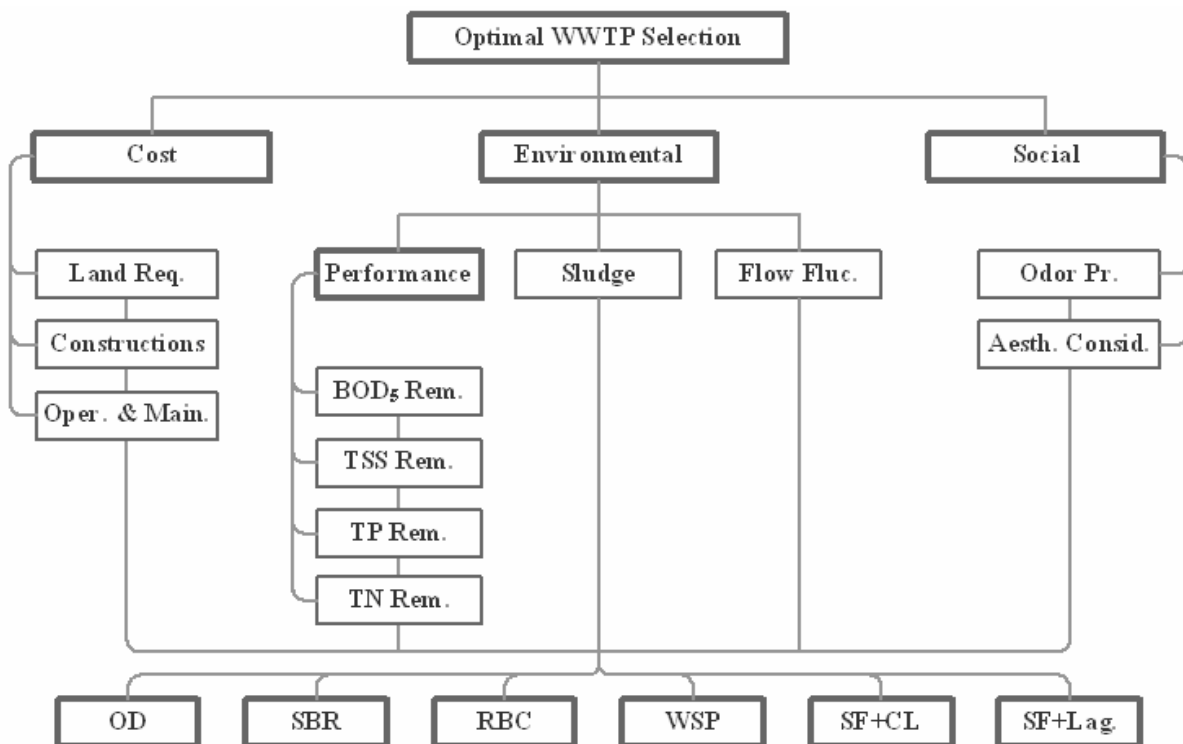 Optimal WWTP Selection
Cost
Environmental
Social
Land Req.
Performance
Sludge
Flow Fluc.
Odor Pr.
Constructions
Aesth. Consid.
Oper. & Main.
BOD₅ Rem.
TSS Rem.
TP Rem.
TN Rem.
OD
SBR
RBC
WSP
SF+CL
SF+Lag.